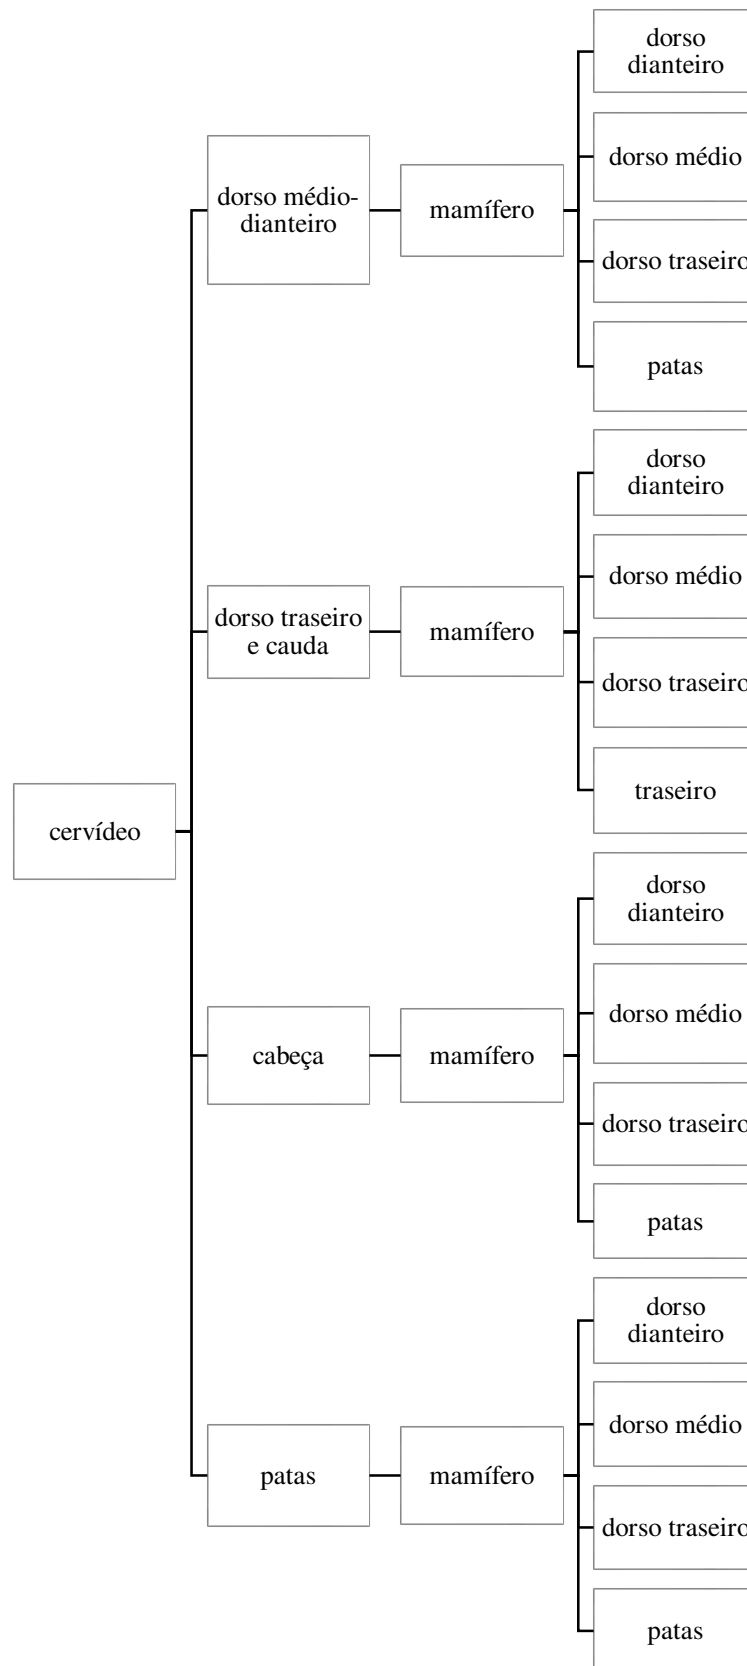 dorso
dianteiro
dorso médio
dorso médio-
dianteiro
mamífero
dorso traseiro
patas
dorso
dianteiro
dorso médio
dorso traseiro
e cauda
mamífero
dorso traseiro
traseiro
cervídeo
dorso
dianteiro
dorso médio
cabeça
mamífero
dorso traseiro
patas
dorso
dianteiro
dorso médio
patas
mamífero
dorso traseiro
patas